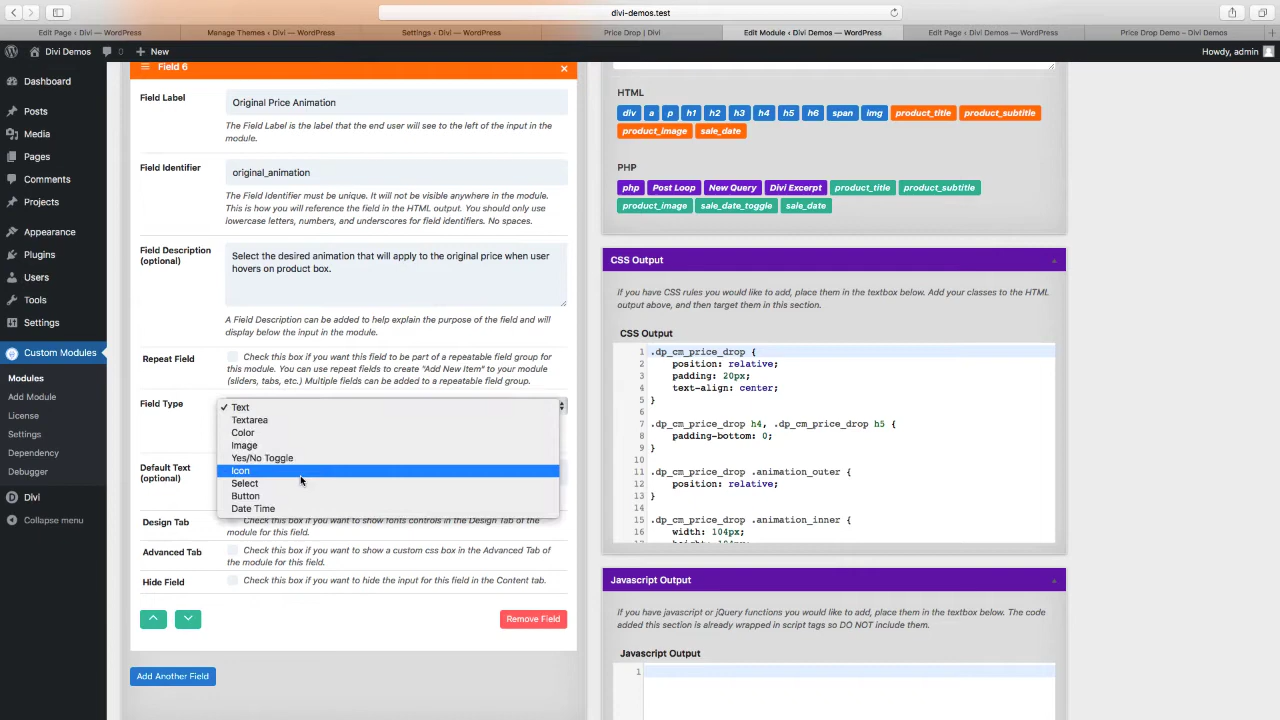 divi-demos.test
Edit Page ‹ Divi — WordPress
Manage Themes ‹ Divi — WordPress
Settings ‹ Divi — WordPress
Price Drop | Divi
Edit Module ‹ Divi Demos — WordPress
Edit Page ‹ Divi Demos — WordPress
Price Drop Demo – Divi Demos
Divi Demos
0
New
Howdy, admin
Dashboard
Posts
Media
Pages
Comments
Projects
Appearance
Plugins
Users
Tools
Settings
Custom Modules
Modules
Add Module
License
Settings
Dependency
Debugger
Divi
Collapse menu
Field 6
Field Label
Original Price Animation
The Field Label is the label that the end user will see to the left of the input in the
module.
Field Identifier
original_animation
The Field Identifier must be unique. It will not be visible anywhere in the module.
This is how you will reference the field in the HTML output. You should only use
lowercase letters, numbers, and underscores for field identifiers. No spaces.
Field Description
(optional)
Select the desired animation that will apply to the original price when user
hovers on product box.
A Field Description can be added to help explain the purpose of the field and will
display below the input in the module.
Repeat Field
Check this box if you want this field to be part of a repeatable field group for
this module. You can use repeat fields to create "Add New Item" to your module
(sliders, tabs, etc.) Multiple fields can be added to a repeatable field group.
Field Type
✓ Text
Textarea
Color
Image
Yes/No Toggle
Icon
Select
Button
Date Time
Default Text
(optional)
Design Tab
Check this box if you want to show fonts controls in the Design Tab of the
module for this field.
Advanced Tab
Check this box if you want to show a custom css box in the Advanced Tab of
the module for this field.
Hide Field
Check this box if you want to hide the input for this field in the Content tab.
Remove Field
Add Another Field
HTML
div a p h1 h2 h3 h4 h5 h6 span img product_title product_subtitle
product_image sale_date
PHP
php Post Loop New Query Divi Excerpt product_title product_subtitle
product_image sale_date_toggle sale_date
CSS Output
If you have CSS rules you would like to add, place them in the textbox below. Add your classes to the HTML
output above, and then target them in this section.
CSS Output
1 .dp_cm_price_drop {
2 position: relative;
3 padding: 20px;
4 text-align: center;
5 }
6
7 .dp_cm_price_drop h4, .dp_cm_price_drop h5 {
8 padding-bottom: 0;
9 }
10
11 .dp_cm_price_drop .animation_outer {
12 position: relative;
13 }
14
15 .dp_cm_price_drop .animation_inner {
16 width: 104px;
Javascript Output
If you have javascript or jQuery functions you would like to add, place them in the textbox below. The code
added this section is already wrapped in script tags so DO NOT include them.
Javascript Output
1